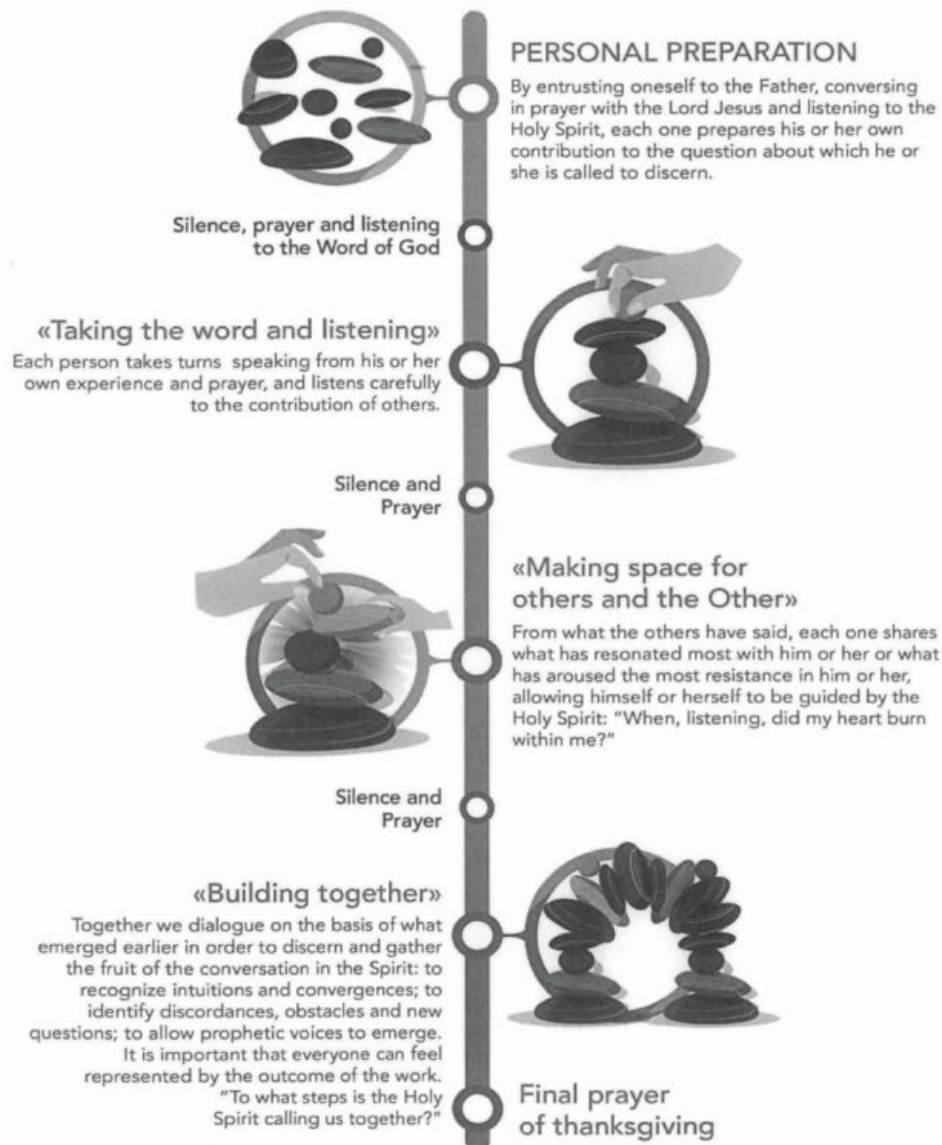 PERSONAL PREPARATION
By entrusting oneself to the Father, conversing
in prayer with the Lord Jesus and listening to the
Holy Spirit, each one prepares his or her own
contribution to the question about which he or
she is called to discern.
Silence, prayer and listening
to the Word of God
«Taking the word and listening»
Each person takes turns speaking from his or her
own experience and prayer, and listens carefully
to the contribution of others.
Silence and
Prayer
«Making space for
others and the Other»
From what the others have said, each one shares
what has resonated most with him or her or what
has aroused the most resistance in him or her,
allowing himself or herself to be guided by the
Holy Spirit: "When, listening, did my heart burn
within me?"
Silence and
Prayer
«Building together»
Together we dialogue on the basis of what
emerged earlier in order to discern and gather
the fruit of the conversation in the Spirit: to
recognize intuitions and convergences; to
identify discordances, obstacles and new
questions; to allow prophetic voices to emerge.
It is important that everyone can feel
represented by the outcome of the work.
"To what steps is the Holy
Spirit calling us together?"
Final prayer
of thanksgiving